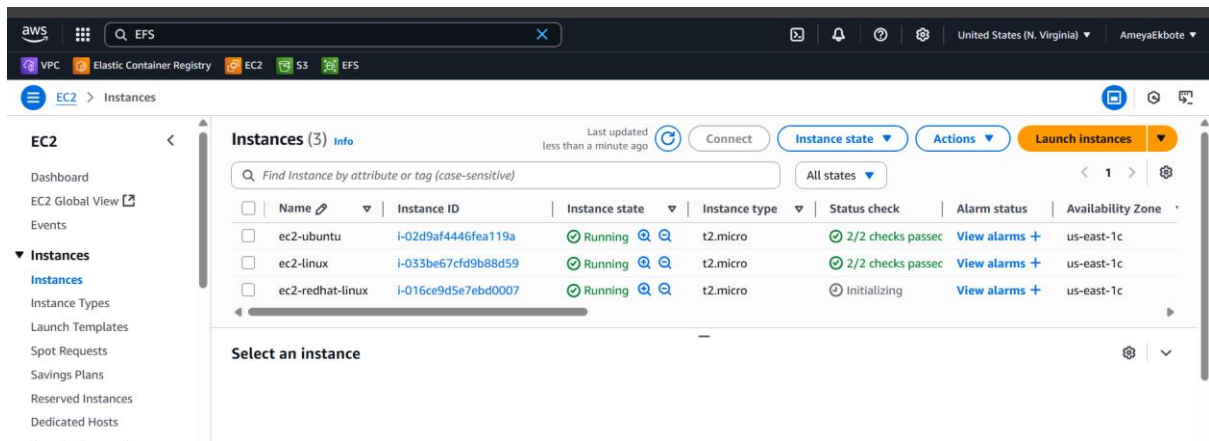 aws EFS United States (N. Virginia) ▼ AmeyaEkbote ▼
VPC Elastic Container Registry EC2 S3 EFS
EC2 > Instances
EC2
Dashboard
EC2 Global View
Events
▼ Instances
Instances
Instance Types
Launch Templates
Spot Requests
Savings Plans
Reserved Instances
Dedicated Hosts
Instances (3) Info
Last updated
less than a minute ago
Connect Instance state ▼ Actions ▼ Launch instances ▼
Find Instance by attribute or tag (case-sensitive) All states ▼ < 1 >
Name Instance ID Instance state Instance type Status check Alarm status Availability Zone
ec2-ubuntu i-02d9af4446fea119a Running t2.micro 2/2 checks passec View alarms + us-east-1c
ec2-linux i-033be67cfd9b88d59 Running t2.micro 2/2 checks passec View alarms + us-east-1c
ec2-redhat-linux i-016ce9d5e7ebd0007 Running t2.micro Initializing View alarms + us-east-1c
Select an instance